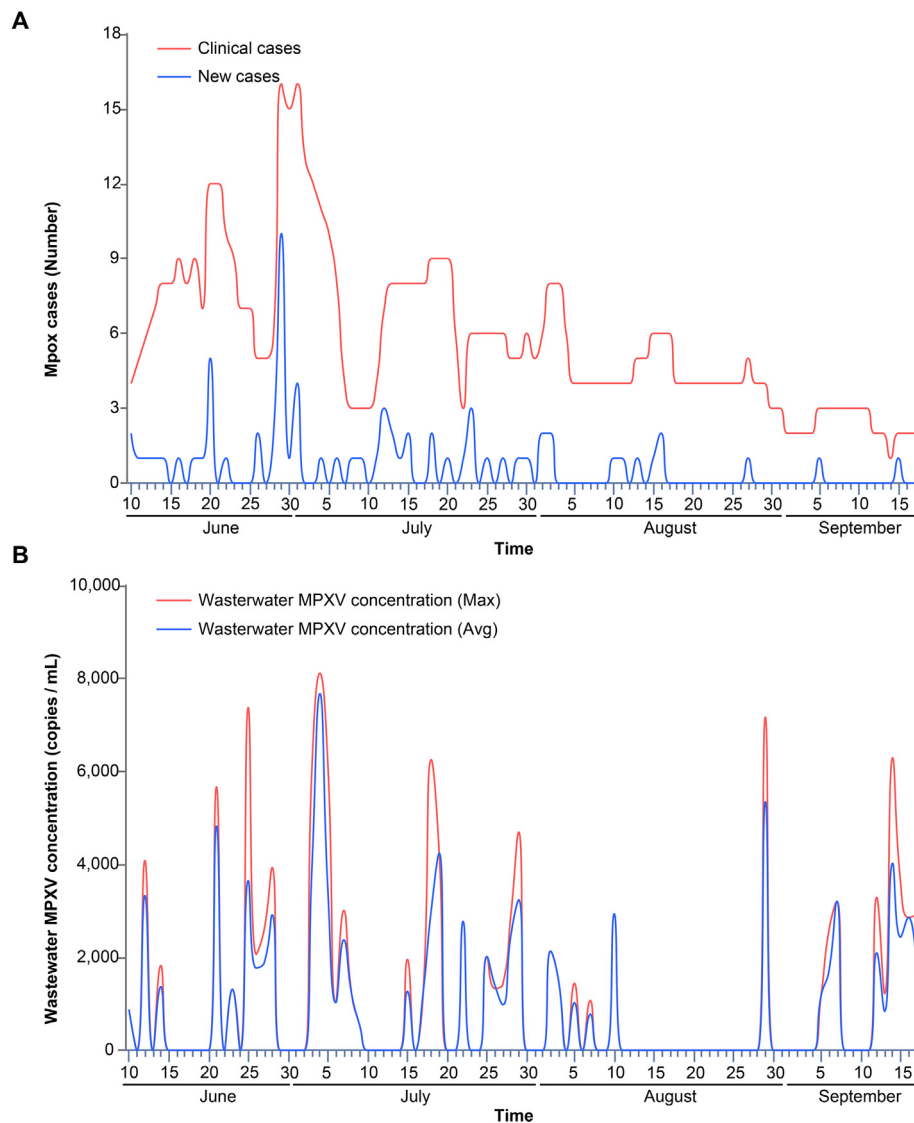 A
Clinical cases
New cases
Mpox cases (Number)
18
15
12
9
6
3
0
10 15 20 25 30 5 10 15 20 25 30 5 10 15 20 25 30 5 10 15
June July August September
Time
B
Wasterwater MPXV concentration (Max)
Wasterwater MPXV concentration (Avg)
Wastewater MPXV concentration (copies / mL)
10,000
8,000
6,000
4,000
2,000
0
10 15 20 25 30 5 10 15 20 25 30 5 10 15 20 25 30 5 10 15
June July August September
Time